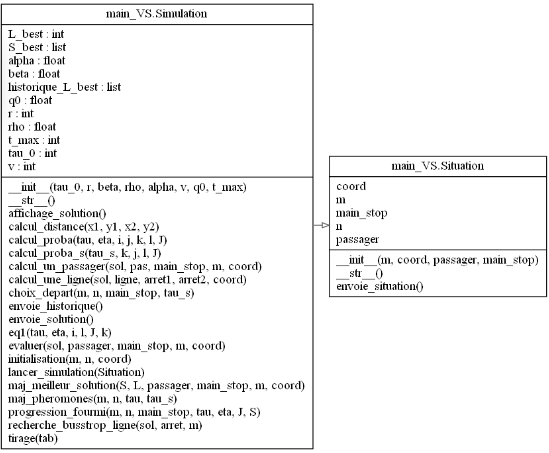 main_VS.Simulation
L_best : int
S_best : list
alpha : float
beta : float
historique_L_best : list
q0 : float
r : int
rho : float
t_max : int
tau_0 : int
v : int
__init__(tau_0, r, beta, rho, alpha, v, q0, t_max)
__str__()
affichage_solution()
calcul_distance(x1, y1, x2, y2)
calcul_proba(tau, eta, i, j, k, l, J)
calcul_proba_s(tau_s, k, j, l, J)
calcul_un_passager(sol, pas, main_stop, m, coord)
calcul_une_ligne(sol, ligne, arret1, arret2, coord)
choix_depart(m, n, main_stop, tau_s)
envoie_historique()
envoie_solution()
eq1(tau, eta, i, l, J, k)
evaluer(sol, passager, main_stop, m, coord)
initialisation(m, n, coord)
lancer_simulation(Situation)
maj_meilleur_solution(S, L, passager, main_stop, m, coord)
maj_pheromones(m, n, tau, tau_s)
progression_fourmi(m, n, main_stop, tau, eta, J, S)
recherche_busstrop_ligne(sol, arret, m)
tirage(tab)
main_VS.Situation
coord
m
main_stop
n
passager
__init__(m, coord, passager, main_stop)
__str__()
envoie_situation()